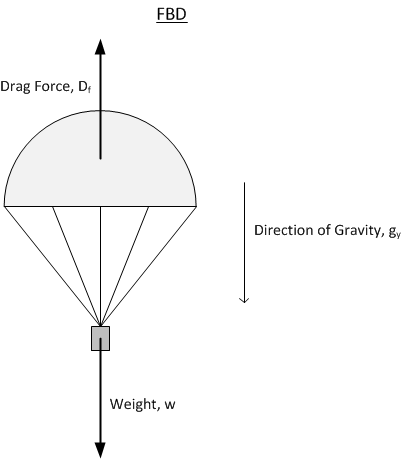 FBD
Drag Force, Df
Direction of Gravity, gy
Weight, w